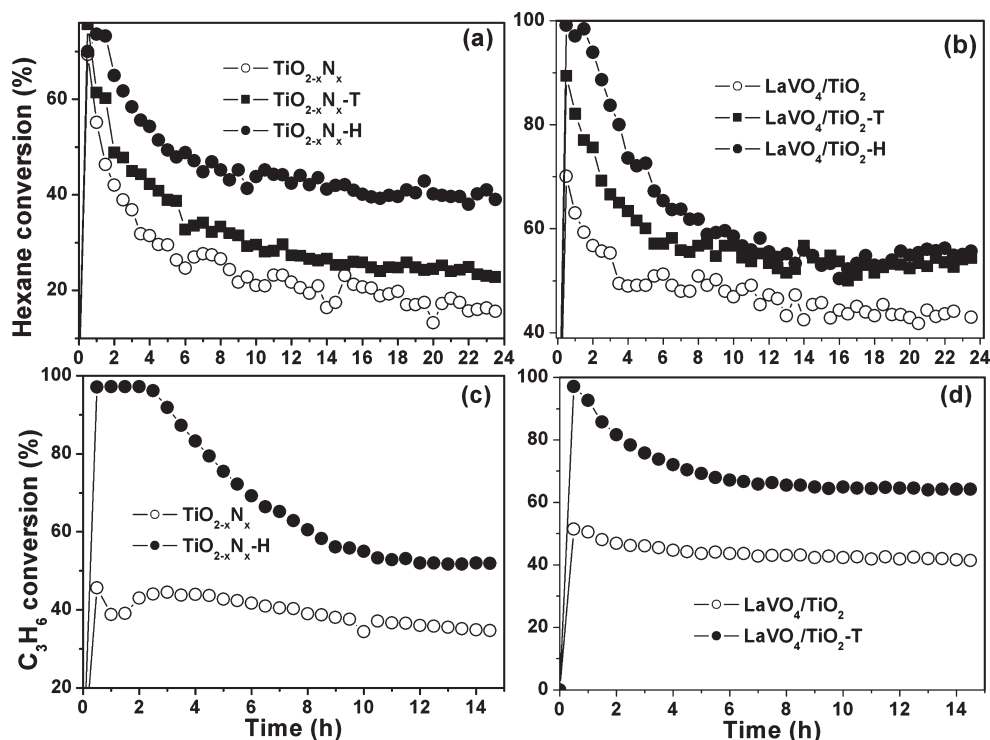 (a)
Hexane conversion (%)
60
40
20
TiO2-xNx
TiO2-xNx-T
TiO2-xNx-H
0 2 4 6 8 10 12 14 16 18 20 22 24
(b)
100
80
60
40
LaVO4/TiO2
LaVO4/TiO2-T
LaVO4/TiO2-H
0 2 4 6 8 10 12 14 16 18 20 22 24
(c)
C3H6 conversion (%)
100
80
60
40
20
TiO2-xNx
TiO2-xNx-H
0 2 4 6 8 10 12 14
Time (h)
(d)
100
80
60
40
20
0
LaVO4/TiO2
LaVO4/TiO2-T
0 2 4 6 8 10 12 14
Time (h)